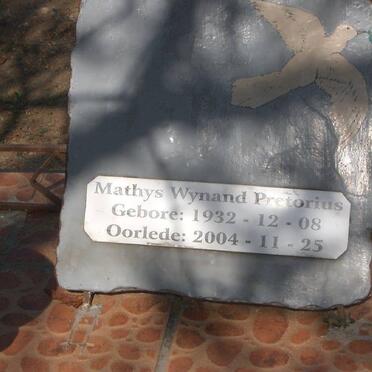 Mathys Wynand Pretorius
Gebore: 1932 - 12 - 08
Oorlede: 2004 - 11 - 25